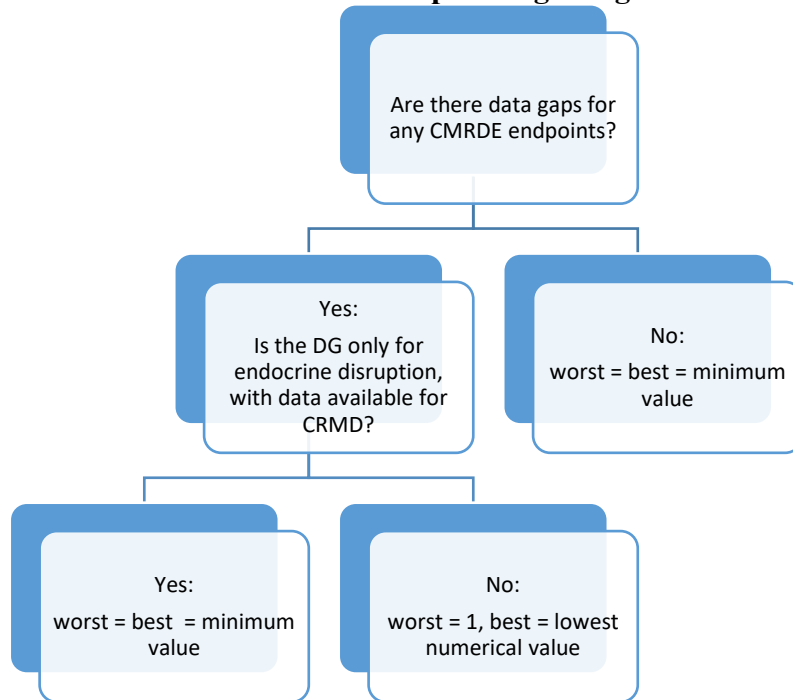 Are there data gaps for
any CMRDE endpoints?
Yes:
Is the DG only for
endocrine disruption,
with data available for
CRMD?
No:
worst = best = minimum
value
Yes:
worst = best = minimum
value
No:
worst = 1, best = lowest
numerical value